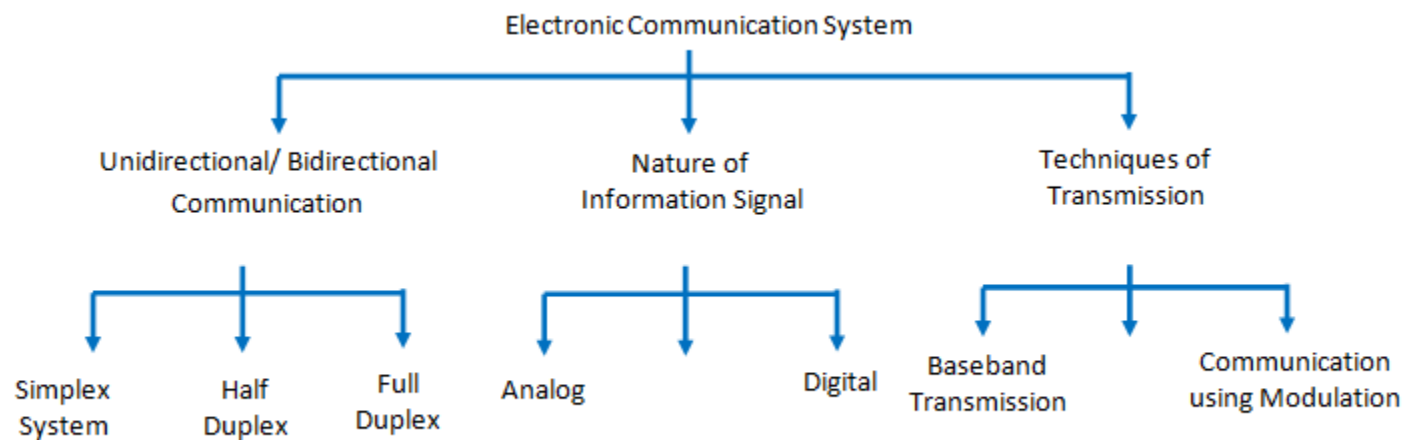 Electronic Communication System
Unidirectional/ Bidirectional
Communication
Nature of
Information Signal
Techniques of
Transmission
Simplex
System
Half
Duplex
Full
Duplex
Analog
Digital
Baseband
Transmission
Communication
using Modulation